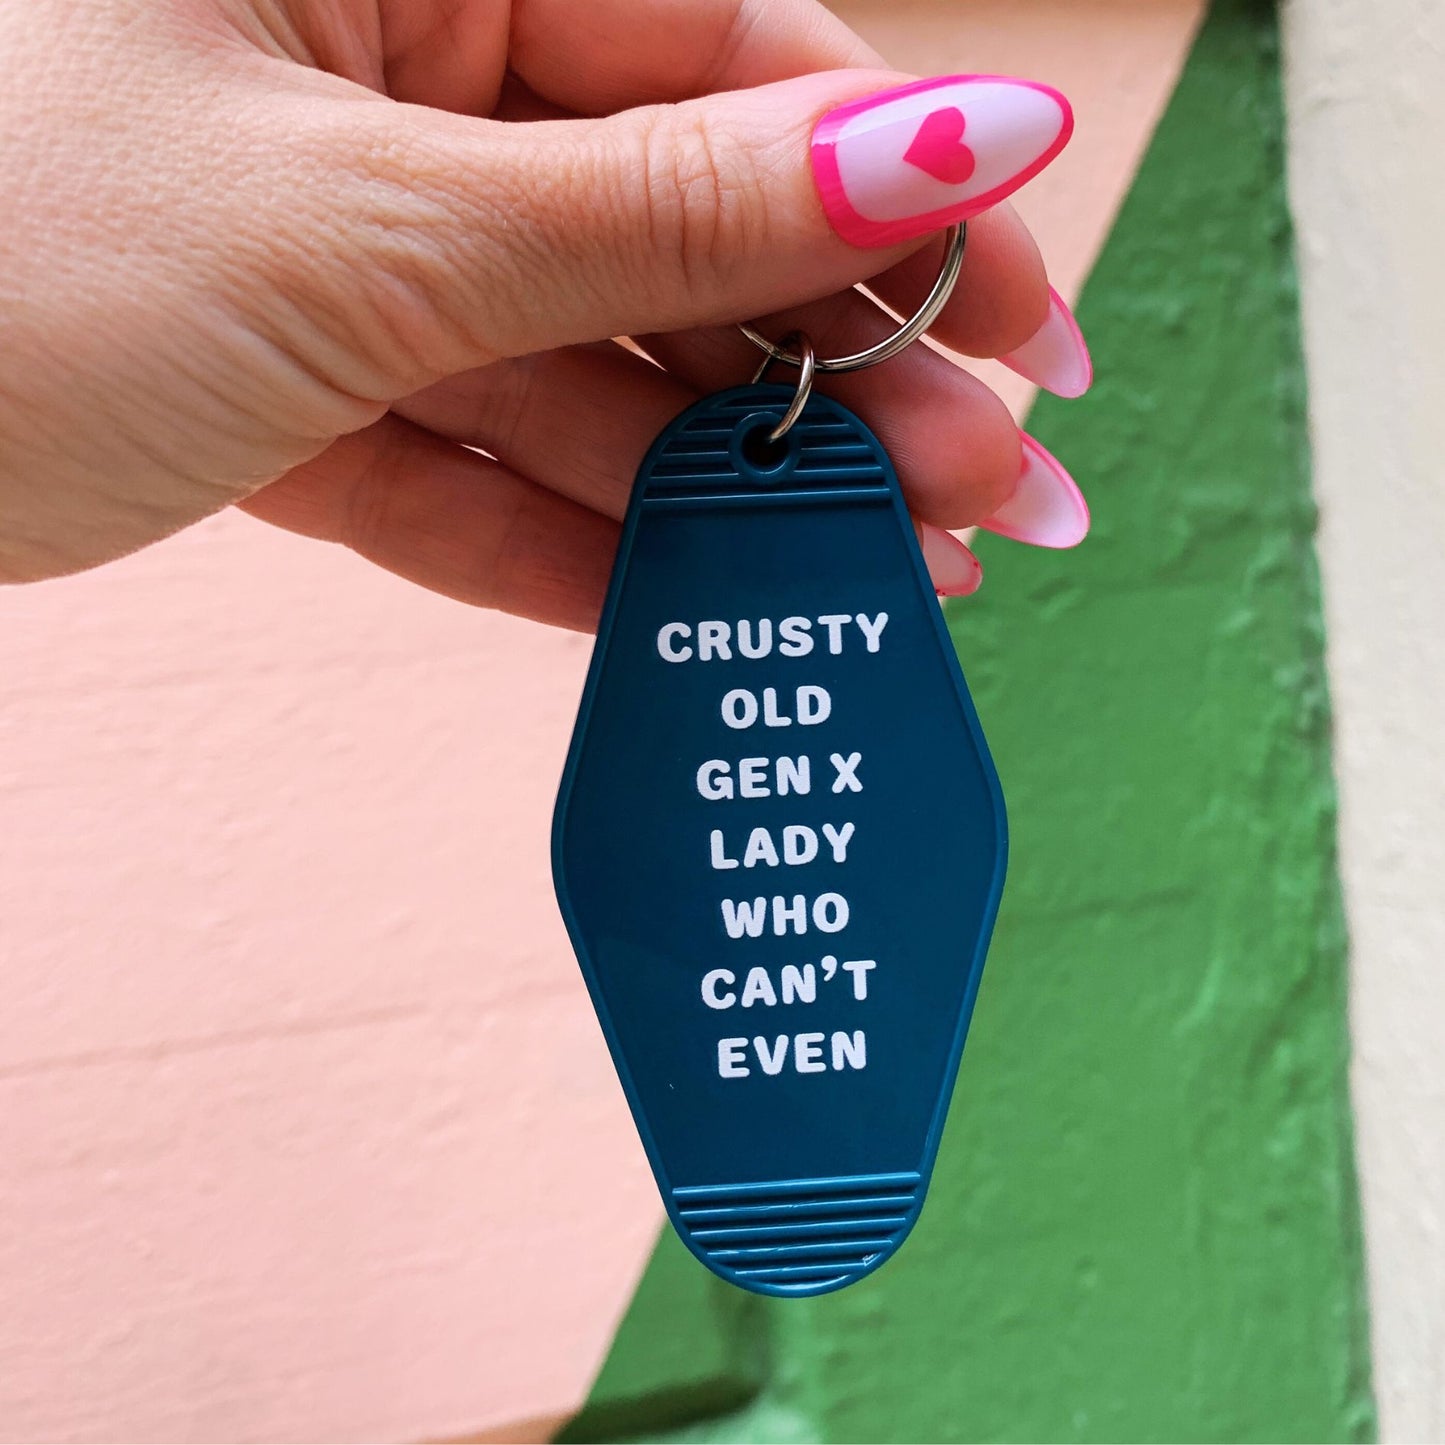 CRUSTY
OLD
GEN X
LADY
WHO
CAN’T
EVEN